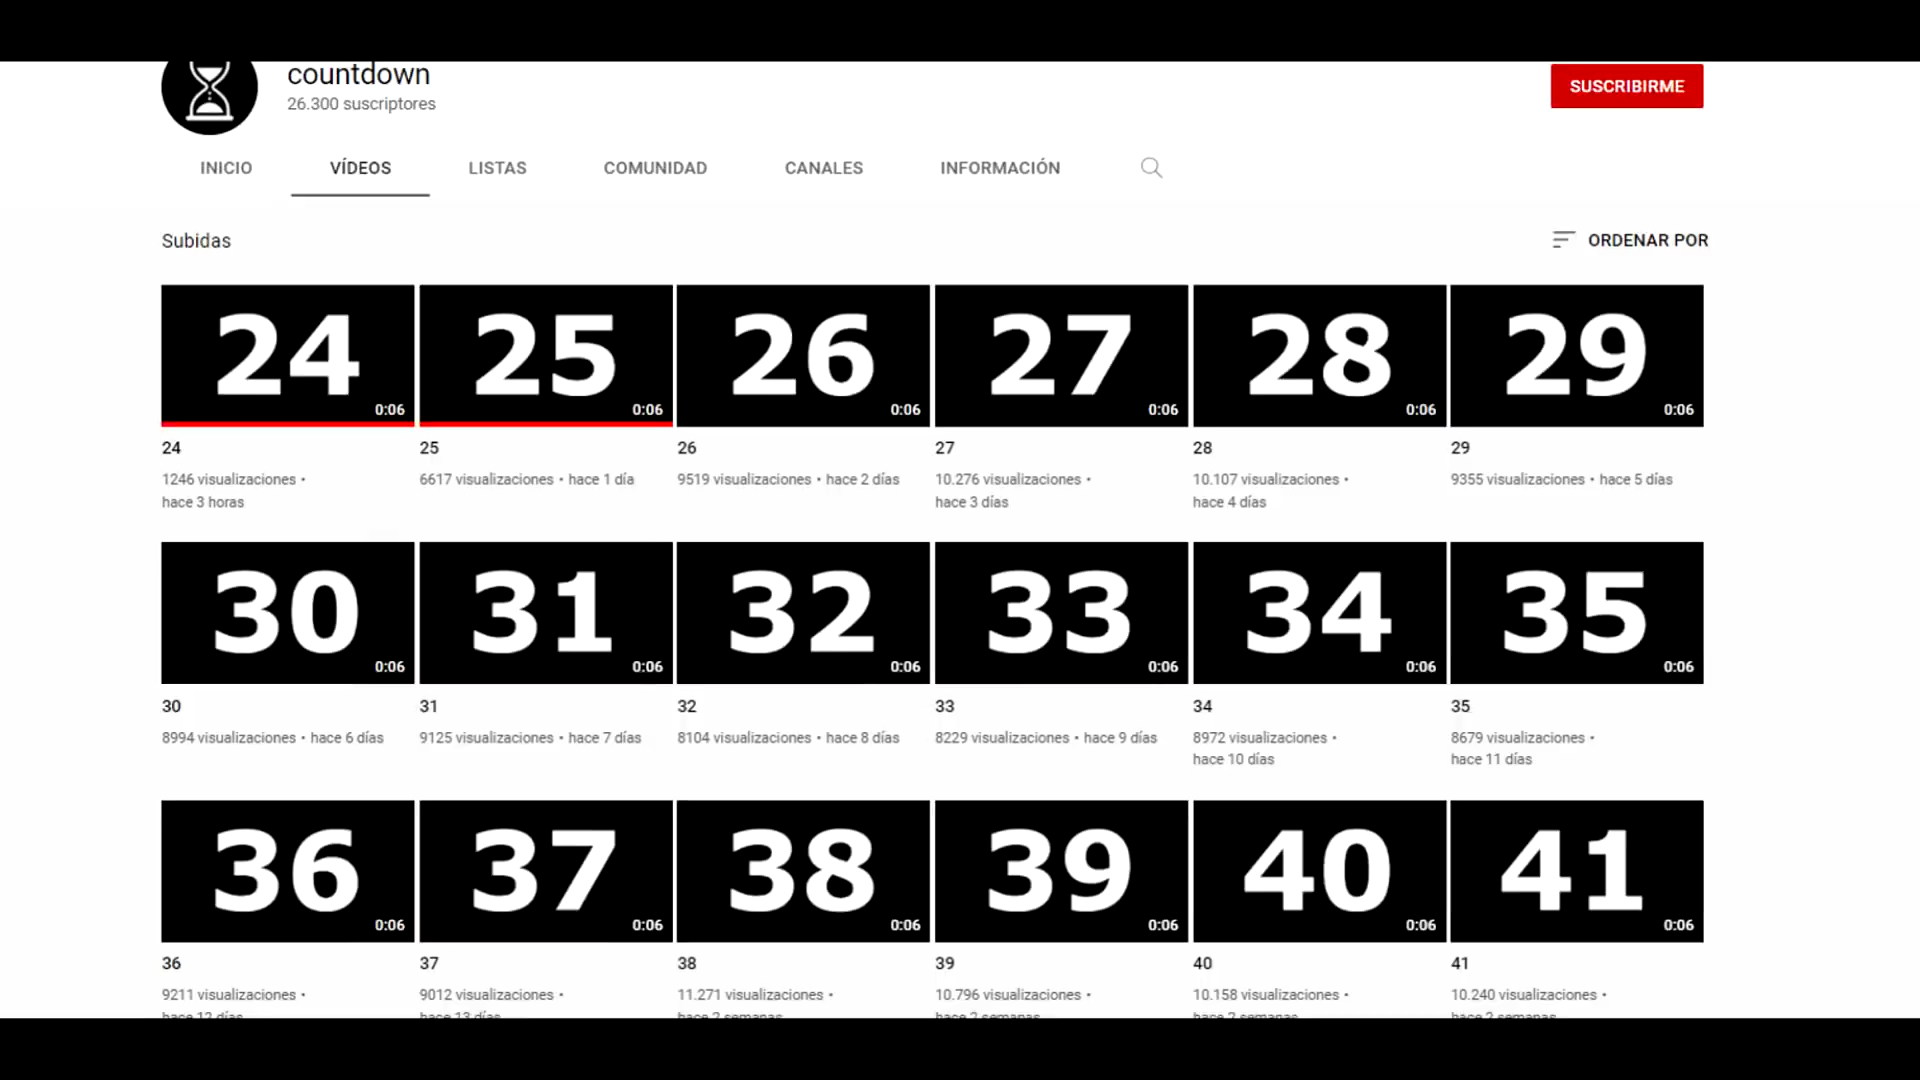 countdown
26.300 suscriptores
SUSCRIBIRME
INICIO VÍDEOS LISTAS COMUNIDAD CANALES INFORMACIÓN
Subidas
ORDENAR POR
24 25 26 27 28 29
0:06 0:06 0:06 0:06 0:06 0:06
24 25 26 27 28 29
1246 visualizaciones • 6617 visualizaciones • hace 1 día 9519 visualizaciones • hace 2 días 10.276 visualizaciones • 10.107 visualizaciones • 9355 visualizaciones • hace 5 días
hace 3 horas hace 3 días hace 4 días
30 31 32 33 34 35
0:06 0:06 0:06 0:06 0:06 0:06
30 31 32 33 34 35
8994 visualizaciones • hace 6 días 9125 visualizaciones • hace 7 días 8104 visualizaciones • hace 8 días 8229 visualizaciones • hace 9 días 8972 visualizaciones • 8679 visualizaciones •
hace 10 días hace 11 días
36 37 38 39 40 41
0:06 0:06 0:06 0:06 0:06 0:06
36 37 38 39 40 41
9211 visualizaciones • 9012 visualizaciones • 11.271 visualizaciones • 10.796 visualizaciones • 10.158 visualizaciones • 10.240 visualizaciones •
hace 12 días hace 13 días hace 2 semanas hace 2 semanas hace 2 semanas hace 2 semanas